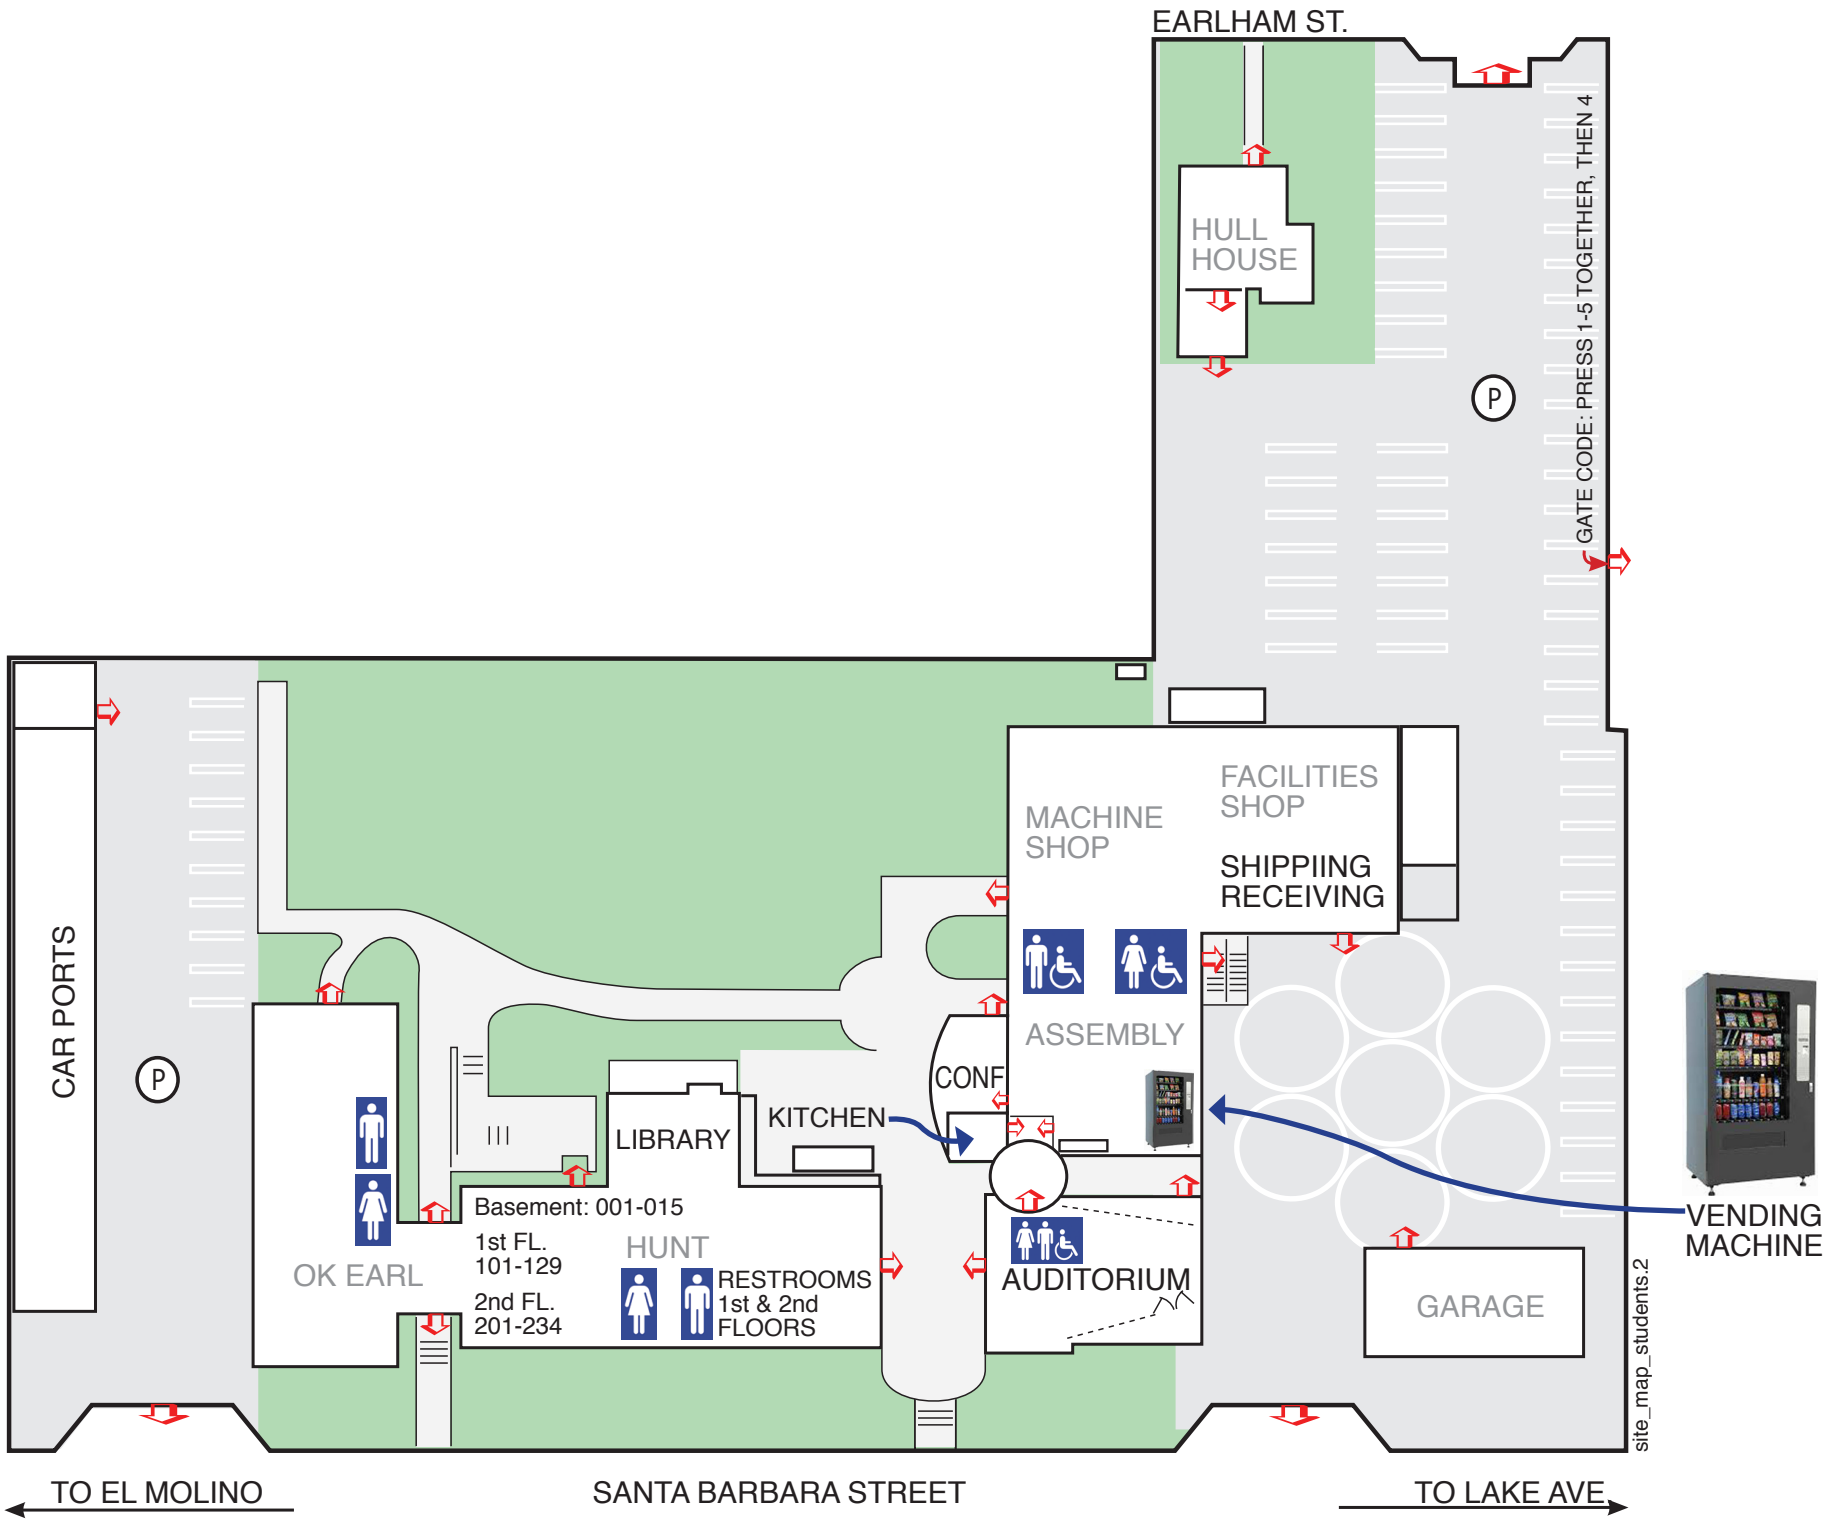 EARLHAM ST.
HULL
HOUSE
GATE CODE: PRESS 1-5 TOGETHER, THEN 4
P
MACHINE
SHOP
FACILITIES
SHOP
SHIPPIING
RECEIVING
CAR PORTS
P
ASSEMBLY
CONF
KITCHEN
LIBRARY
Basement: 001-015
1st FL.
101-129
2nd FL.
201-234
HUNT
RESTROOMS
1st & 2nd
FLOORS
OK EARL
AUDITORIUM
GARAGE
VENDING
MACHINE
site_map_students.2
TO EL MOLINO
SANTA BARBARA STREET
TO LAKE AVE